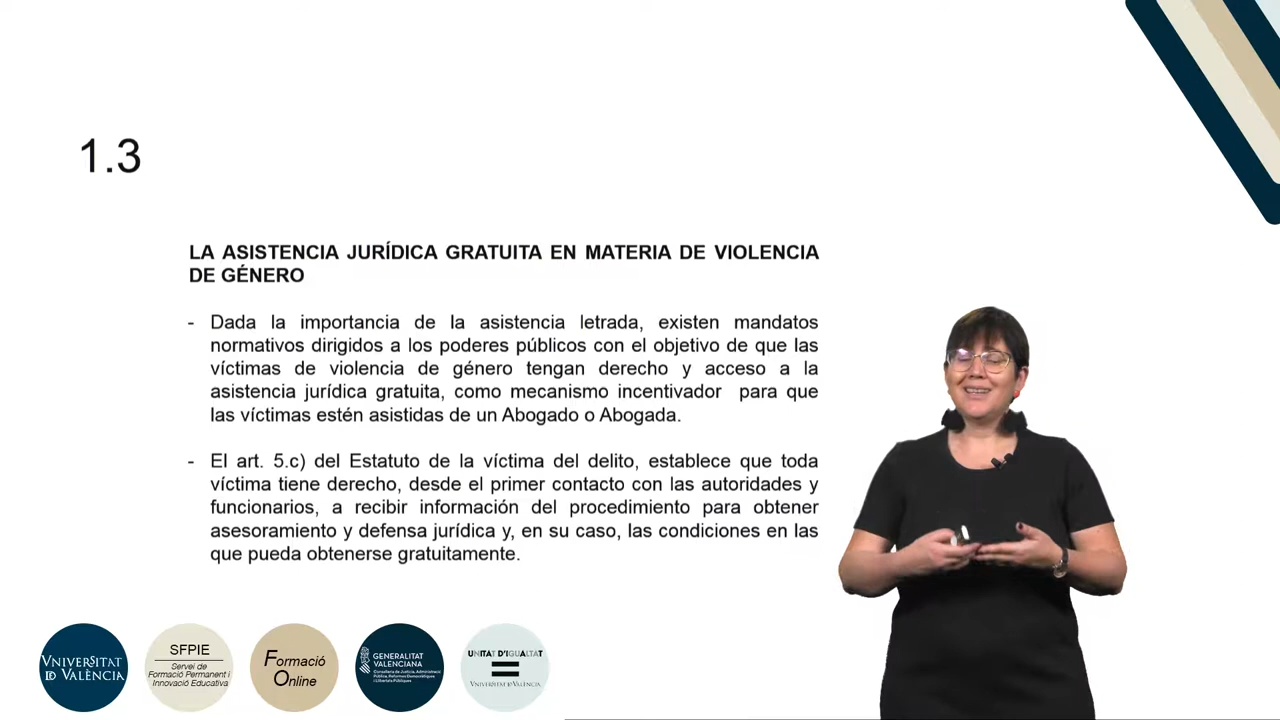 1.3
LA ASISTENCIA JURÍDICA GRATUITA EN MATERIA DE VIOLENCIA
DE GÉNERO
- Dada la importancia de la asistencia letrada, existen mandatos
normativos dirigidos a los poderes públicos con el objetivo de que las
víctimas de violencia de género tengan derecho y acceso a la
asistencia jurídica gratuita, como mecanismo incentivador para que
las víctimas estén asistidas de un Abogado o Abogada.
- El art. 5.c) del Estatuto de la víctima del delito, establece que toda
víctima tiene derecho, desde el primer contacto con las autoridades y
funcionarios, a recibir información del procedimiento para obtener
asesoramiento y defensa jurídica y, en su caso, las condiciones en las
que pueda obtenerse gratuitamente.
VNIVERSITAT
ID VALÈNCIA
SFPIE
Servei de
Formació Permanent i
Innovació Educativa
Formació
Online
GENERALITAT
VALENCIANA
Conselleria de Justícia, Administració
Pública, Reformes Democràtiques
i Llibertats Públiques
UNITAT D'IGUALTAT
VNIVERSITAT ID VALÈNCIA